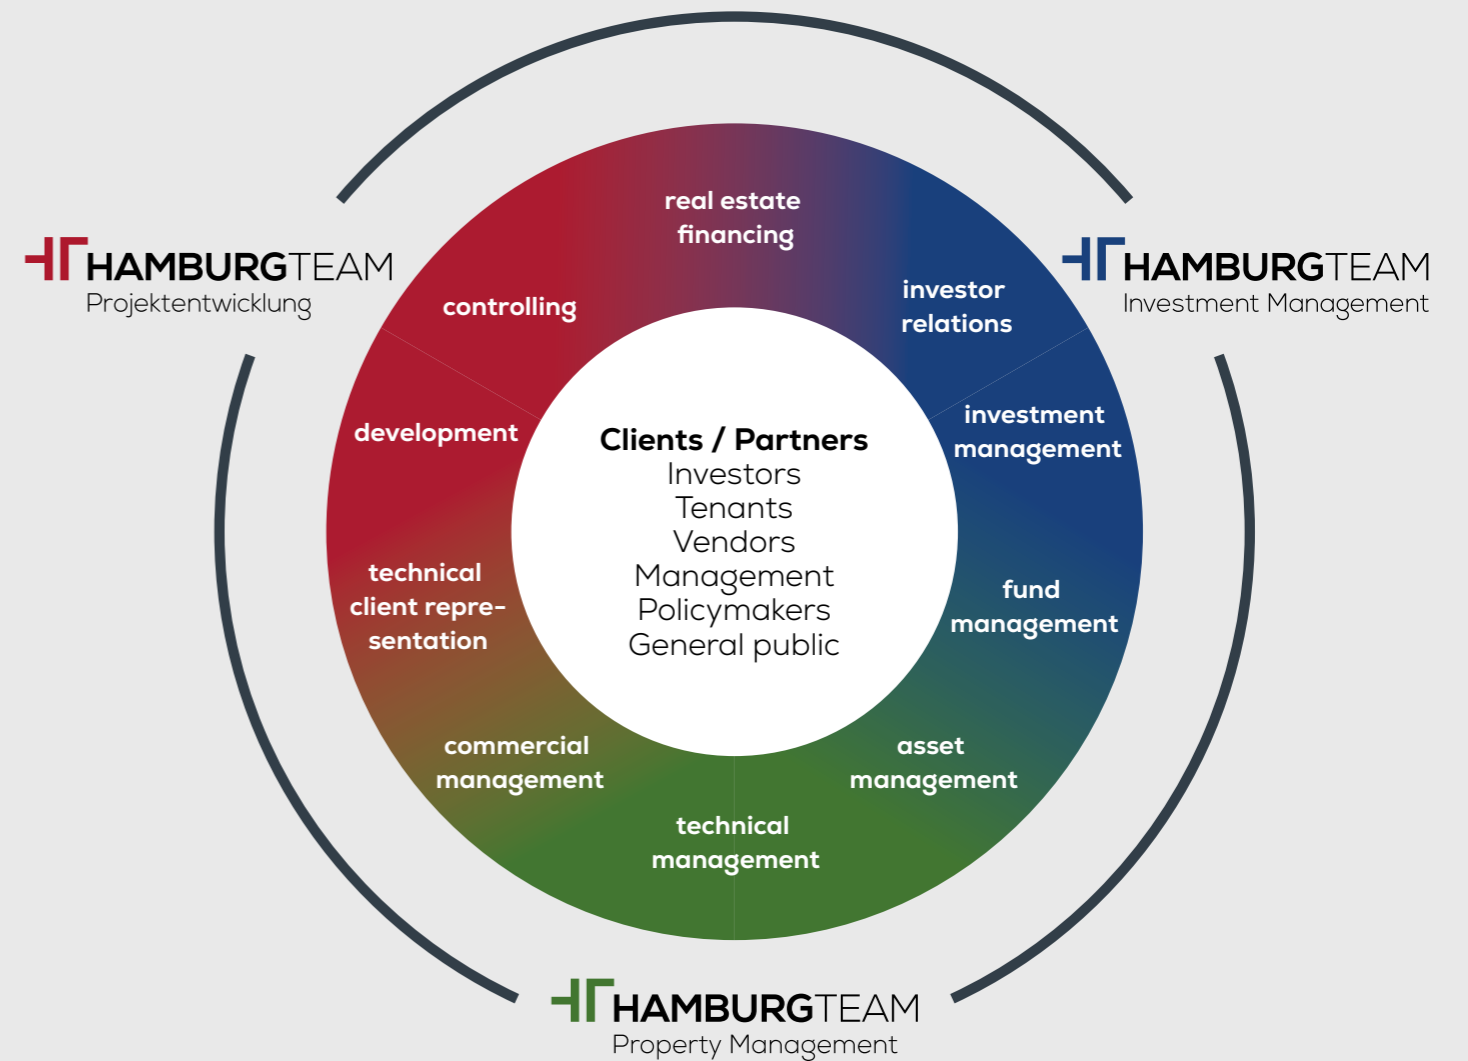 real estate
financing
HAMBURGTEAM
Projektentwicklung
HAMBURGTEAM
Investment Management
controlling
investor
relations
development
investment
management
Clients / Partners
Investors
Tenants
Vendors
Management
Policymakers
General public
technical
client repre-
sentation
fund
management
commercial
management
asset
management
technical
management
HAMBURGTEAM
Property Management